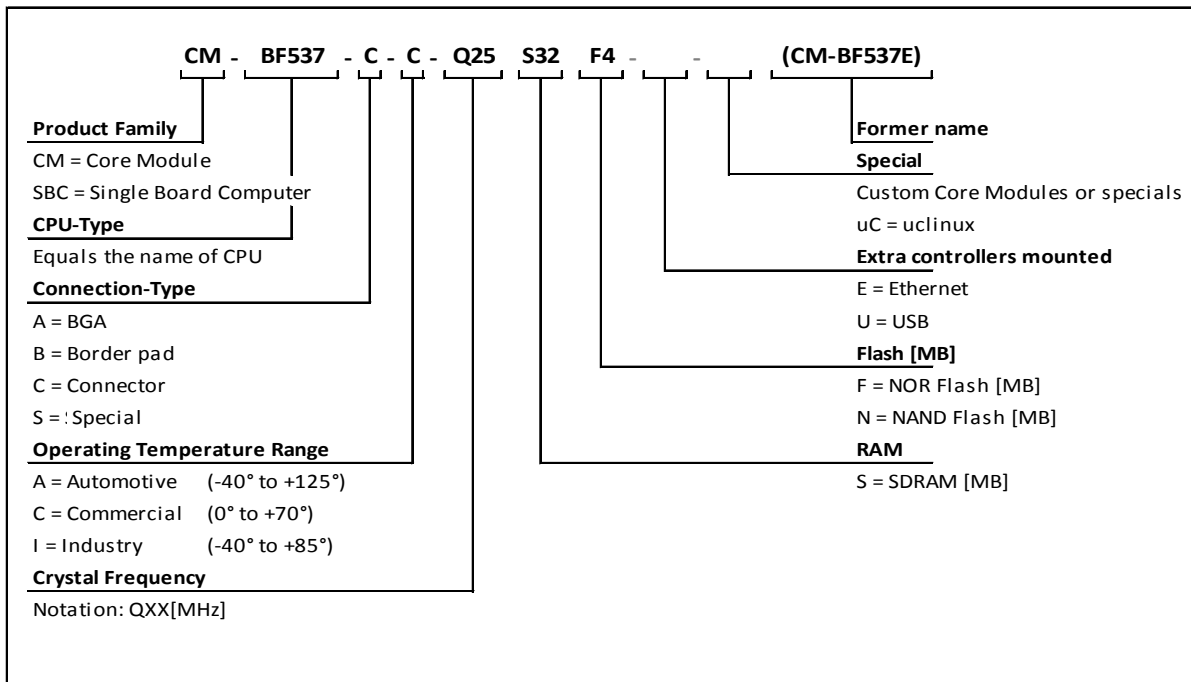 CM - BF537 - C - C - Q25 S32 F4 - - (CM-BF537E)
Product Family
CM = Core Module
SBC = Single Board Computer
CPU-Type
Equals the name of CPU
Connection-Type
A = BGA
B = Border pad
C = Connector
S = Special
Operating Temperature Range
A = Automotive (-40° to +125°)
C = Commercial (0° to +70°)
I = Industry (-40° to +85°)
Crystal Frequency
Notation: QXX[MHz]
Former name
Special
Custom Core Modules or specials
uC = uclinux
Extra controllers mounted
E = Ethernet
U = USB
Flash [MB]
F = NOR Flash [MB]
N = NAND Flash [MB]
RAM
S = SDRAM [MB]